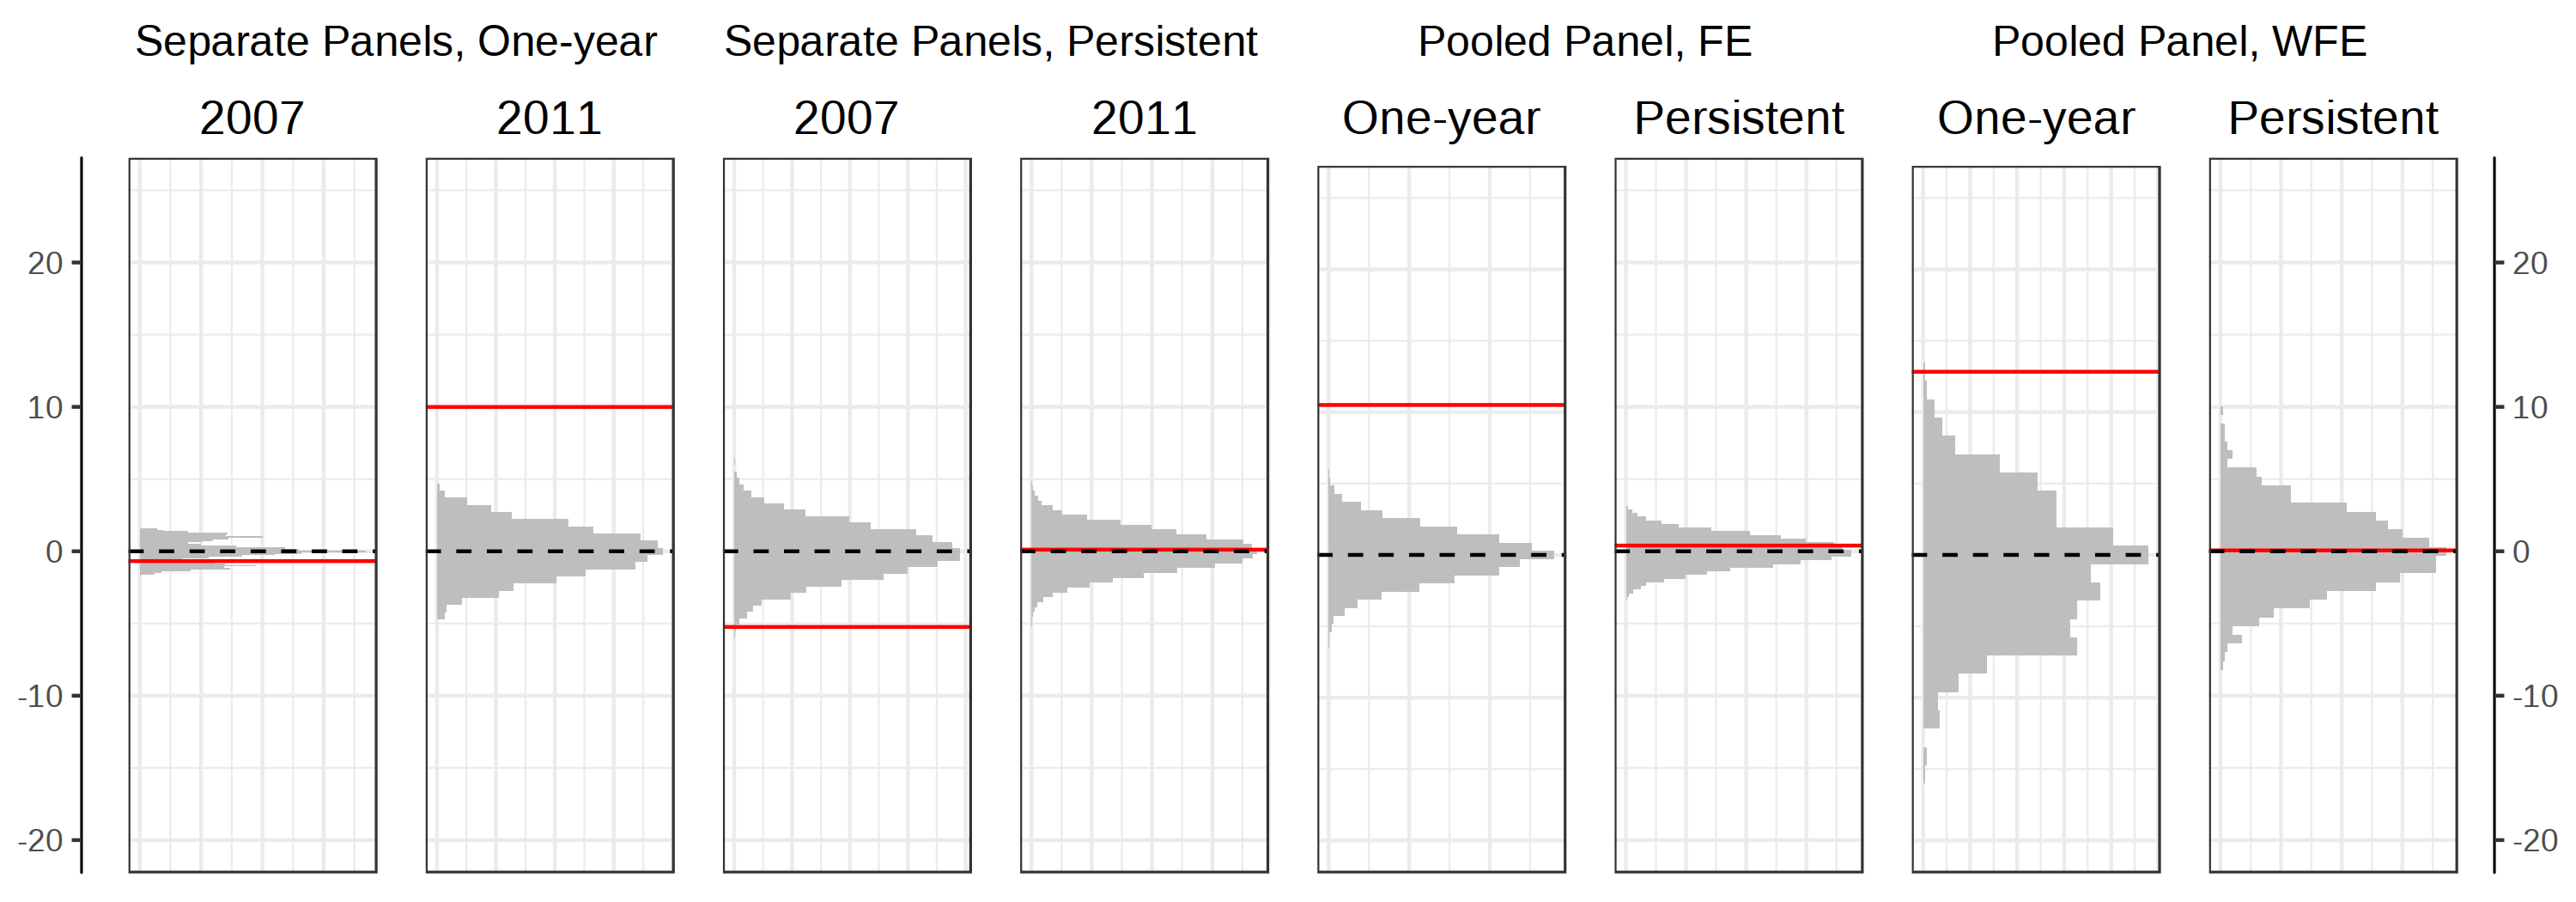 Separate Panels, One-year Separate Panels, Persistent Pooled Panel, FE Pooled Panel, WFE
2007 2011 2007 2011 One-year Persistent One-year Persistent
20 20
10 10
0 0
-10 -10
-20 -20